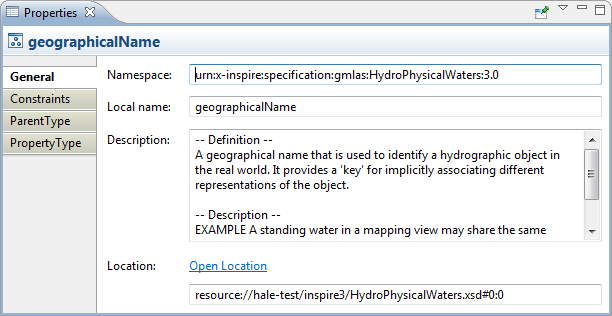 Properties
geographicalName
General
Constraints
ParentType
PropertyType
Namespace: urn:x-inspire:specification:gmlas:HydroPhysicalWaters:3.0
Local name: geographicalName
Description: -- Definition --
A geographical name that is used to identify a hydrographic object in
the real world. It provides a 'key' for implicitly associating different
representations of the object.
-- Description --
EXAMPLE A standing water in a mapping view may share the same
Location: Open Location
resource://hale-test/inspire3/HydroPhysicalWaters.xsd#0:0